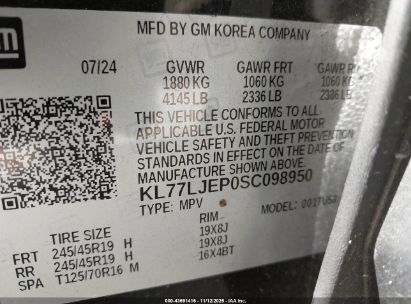 gm
MFD BY GM KOREA COMPANY
07/24 GVWR GAWR FRT GAWR RR
1880 KG 1060 KG 1060 KG
4145 LB 2336 LB 2336 LB
THIS VEHICLE CONFORMS TO ALL
APPLICABLE U.S. FEDERAL MOTOR
VEHICLE SAFETY AND THEFT PREVENTION
STANDARDS IN EFFECT ON THE DATE OF
MANUFACTURE SHOWN ABOVE.
KL77LJEP0SC098950
TYPE: MPV MODEL:
TIRE SIZE RIM
FRT 245/45R19 H 19X8J
RR 245/45R19 H 19X8J
SPA T125/70R16 M 16X4BT